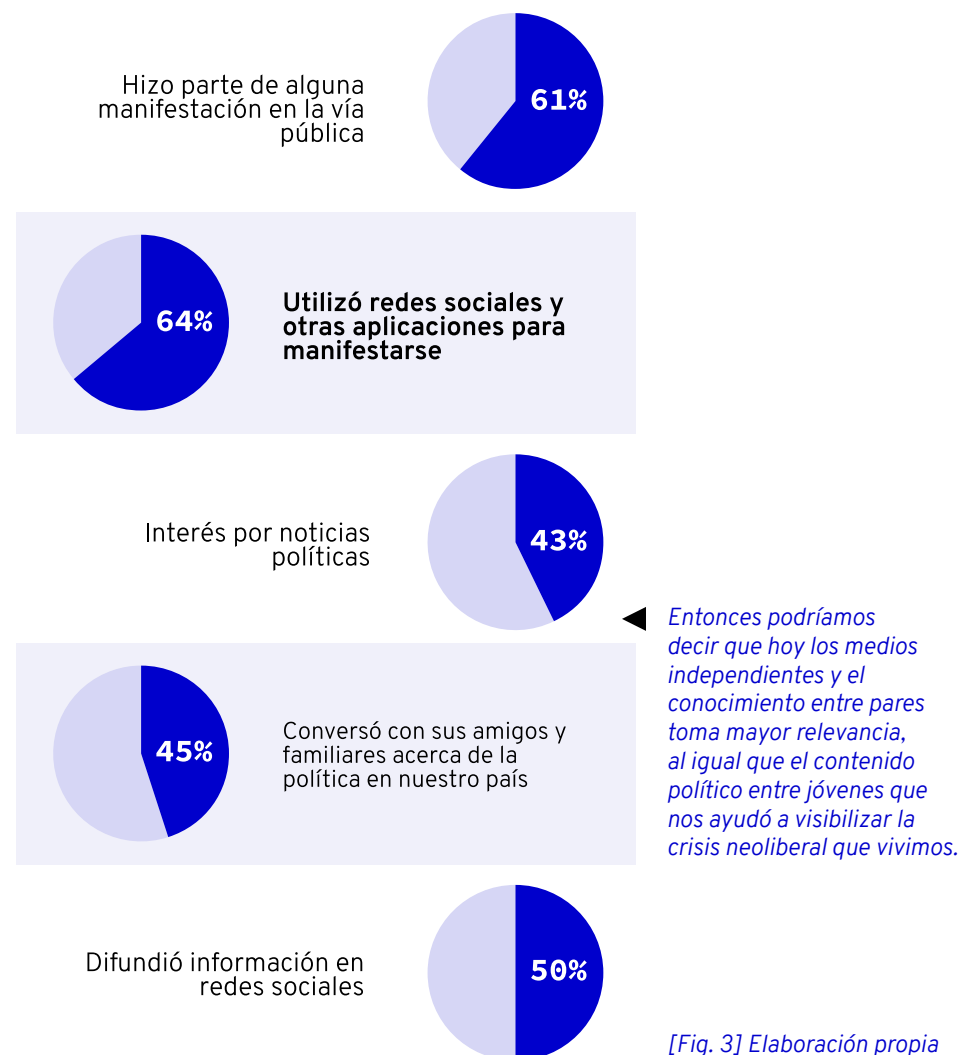 Hizo parte de alguna
manifestación en la vía
pública
61%
64%
Utilizó redes sociales y
otras aplicaciones para
manifestarse
Interés por noticias
políticas
43%
Entonces podríamos
decir que hoy los medios
independientes y el
conocimiento entre pares
toma mayor relevancia,
al igual que el contenido
político entre jóvenes que
nos ayudó a visibilizar la
crisis neoliberal que vivimos.
45%
Conversó con sus amigos y
familiares acerca de la
política en nuestro país
Difundió información en
redes sociales
50%
[Fig. 3] Elaboración propia